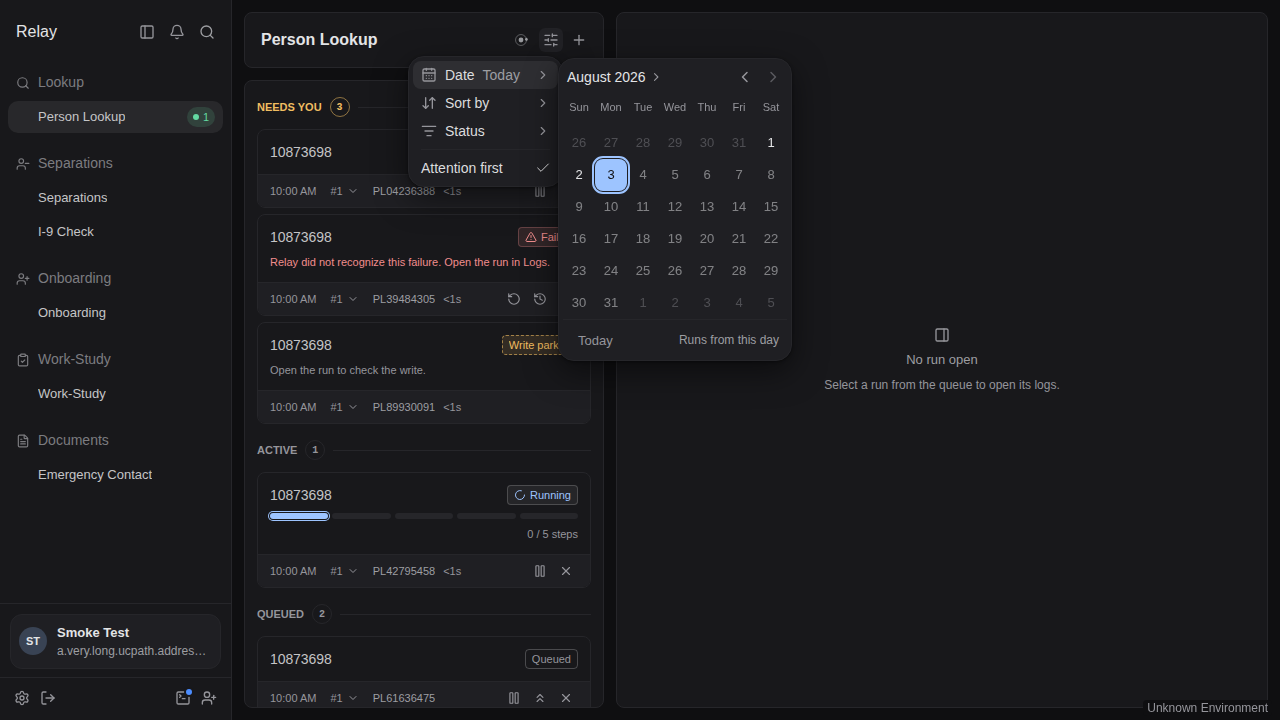 Relay
Lookup
Person Lookup
1
Separations
Separations
I-9 Check
Onboarding
Onboarding
Work-Study
Work-Study
Documents
Emergency Contact
ST
Smoke Test
a.very.long.ucpath.addres…
Person Lookup
NEEDS YOU 3
10873698
10:00 AM #1 PL04236388 <1s
10873698
Relay did not recognize this failure. Open the run in Logs.
10:00 AM #1 PL39484305 <1s
10873698
Write park
Open the run to check the write.
10:00 AM #1 PL89930091 <1s
ACTIVE 1
10873698
Running
0 / 5 steps
10:00 AM #1 PL42795458 <1s
QUEUED 2
10873698
Queued
10:00 AM #1 PL61636475
Date Today
Sort by
Status
Attention first
August 2026
Sun Mon Tue Wed Thu Fri Sat
26 27 28 29 30 31 1
2 3 4 5 6 7 8
9 10 11 12 13 14 15
16 17 18 19 20 21 22
23 24 25 26 27 28 29
30 31 1 2 3 4 5
Today
Runs from this day
No run open
Select a run from the queue to open its logs.
Unknown Environment